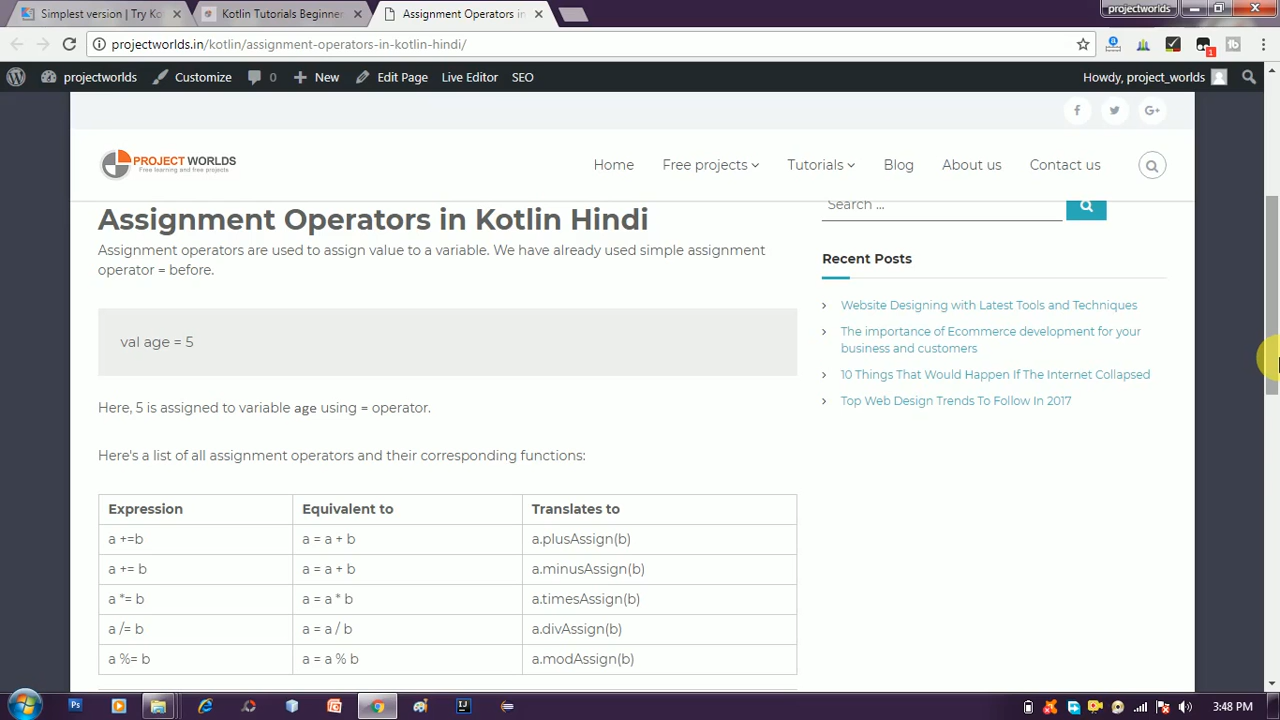 Simplest version | Try Ko
Kotlin Tutorials Beginner
Assignment Operators in
projectworlds
projectworlds.in/kotlin/assignment-operators-in-kotlin-hindi/
projectworlds
Customize
0
New
Edit Page
Live Editor
SEO
Howdy, project_worlds
PROJECT WORLDS
Free learning and free projects
Home
Free projects
Tutorials
Blog
About us
Contact us
Assignment Operators in Kotlin Hindi
Assignment operators are used to assign value to a variable. We have already used simple assignment
operator = before.
val age = 5
Here, 5 is assigned to variable age using = operator.
Here's a list of all assignment operators and their corresponding functions:
Expression Equivalent to Translates to
a +=b a = a + b a.plusAssign(b)
a += b a = a + b a.minusAssign(b)
a *= b a = a * b a.timesAssign(b)
a /= b a = a / b a.divAssign(b)
a %= b a = a % b a.modAssign(b)
Search ...
Recent Posts
Website Designing with Latest Tools and Techniques
The importance of Ecommerce development for your
business and customers
10 Things That Would Happen If The Internet Collapsed
Top Web Design Trends To Follow In 2017
3:48 PM